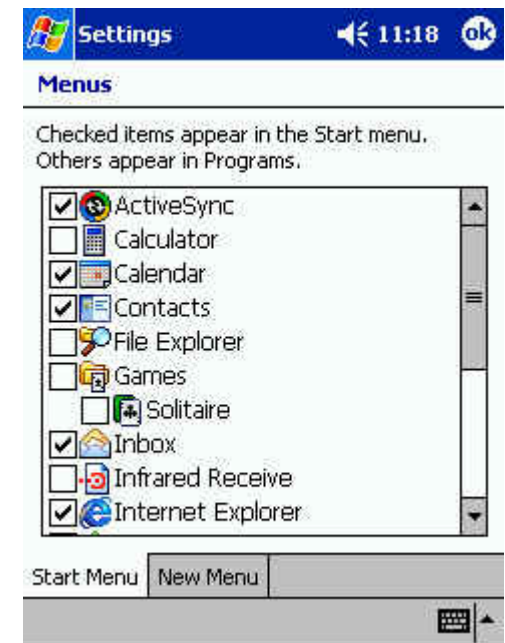 Settings 11:18 ok
Menus
Checked items appear in the Start menu.
Others appear in Programs.
ActiveSync
Calculator
Calendar
Contacts
File Explorer
Games
Solitaire
Inbox
Infrared Receive
Internet Explorer
Start Menu New Menu